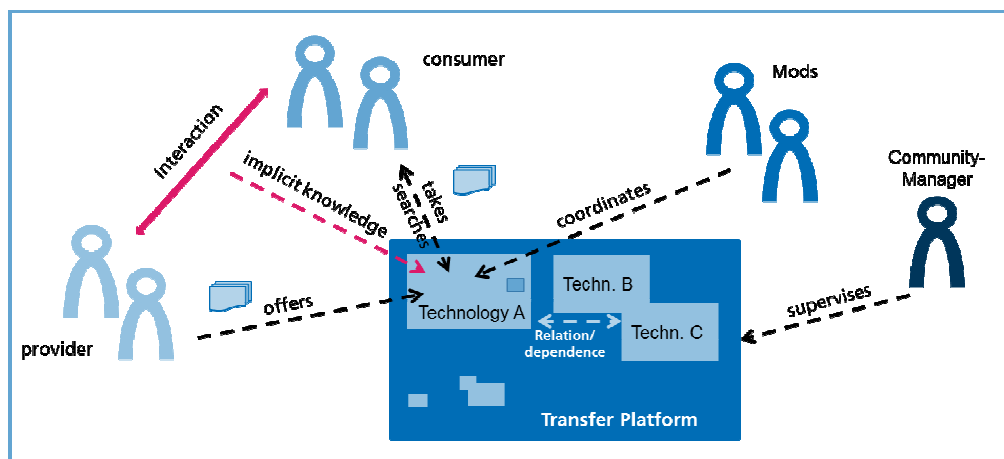 consumer
Mods
Interaction
implicit knowledge
takes
searches
coordinates
Community-
Manager
provider
offers
Technology A
Techn. B
Techn. C
Relation/
dependence
supervises
Transfer Platform